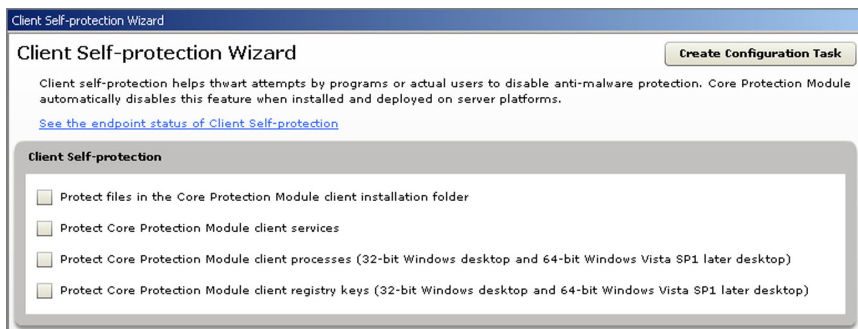 Client Self-protection Wizard
Client Self-protection Wizard
Create Configuration Task
Client self-protection helps thwart attempts by programs or actual users to disable anti-malware protection. Core Protection Module
automatically disables this feature when installed and deployed on server platforms.
See the endpoint status of Client Self-protection
Client Self-protection
Protect files in the Core Protection Module client installation folder
Protect Core Protection Module client services
Protect Core Protection Module client processes (32-bit Windows desktop and 64-bit Windows Vista SP1 later desktop)
Protect Core Protection Module client registry keys (32-bit Windows desktop and 64-bit Windows Vista SP1 later desktop)